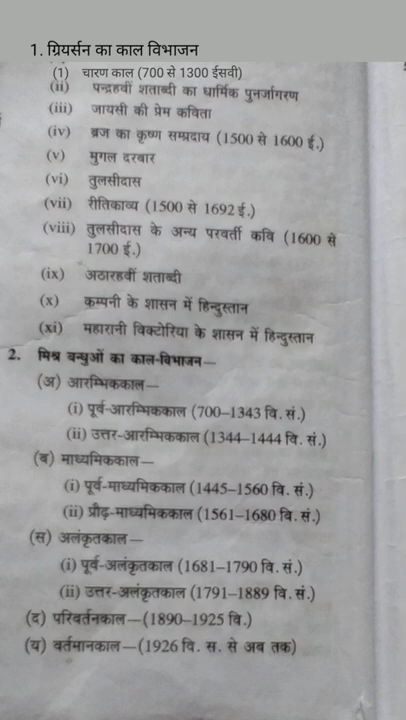 1. ग्रियर्सन का काल विभाजन
(1) चारण काल (700 से 1300 ईसवी)
(ii) पन्द्रहवीं शताब्दी का धार्मिक पुनर्जागरण
(iii) जायसी की प्रेम कविता
(iv) ब्रज का कृष्ण सम्प्रदाय (1500 से 1600 ई.)
(v) मुगल दरबार
(vi) तुलसीदास
(vii) रीतिकाव्य (1500 से 1692 ई.)
(viii) तुलसीदास के अन्य परवर्ती कवि (1600 से
1700 ई.)
(ix) अठारहवीं शताब्दी
(x) कम्पनी के शासन में हिन्दुस्तान
(xi) महारानी विक्टोरिया के शासन में हिन्दुस्तान
2. मिश्र बन्धुओं का काल-विभाजन—
(अ) आरम्भिककाल—
(i) पूर्व-आरम्भिककाल (700–1343 वि. सं.)
(ii) उत्तर-आरम्भिककाल (1344–1444 वि. सं.)
(ब) माध्यमिककाल—
(i) पूर्व-माध्यमिककाल (1445–1560 वि. सं.)
(ii) प्रौढ़-माध्यमिककाल (1561–1680 वि. सं.)
(स) अलंकृतकाल—
(i) पूर्व-अलंकृतकाल (1681–1790 वि. सं.)
(ii) उत्तर-अलंकृतकाल (1791–1889 वि. सं.)
(द) परिवर्तनकाल—(1890–1925 वि.)
(य) वर्तमानकाल—(1926 वि. स. से अब तक)